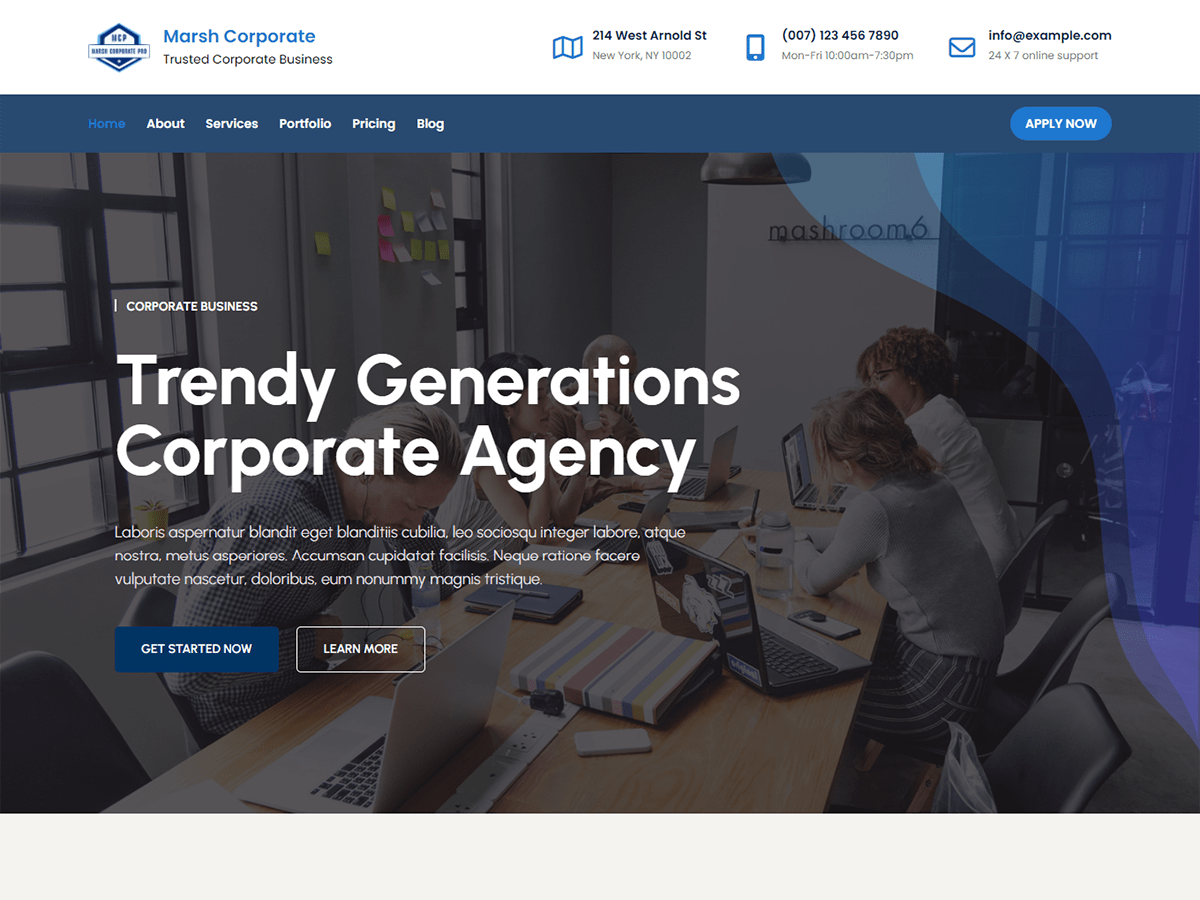 MCP
MARSH CORPORATE PRO
Marsh Corporate
Trusted Corporate Business
214 West Arnold St
New York, NY 10002
(007) 123 456 7890
Mon-Fri 10:00am-7:30pm
info@example.com
24 X 7 online support
Home About Services Portfolio Pricing Blog
APPLY NOW
mashroom6
CORPORATE BUSINESS
Trendy Generations
Corporate Agency
Laboris aspernatur blandit eget blanditiis cubilia, leo sociosqu integer labore, atque
nostra, metus asperiores. Accumsan cupidatat facilisis. Neque ratione facere
vulputate nascetur, doloribus, eum nonummy magnis tristique.
GET STARTED NOW
LEARN MORE